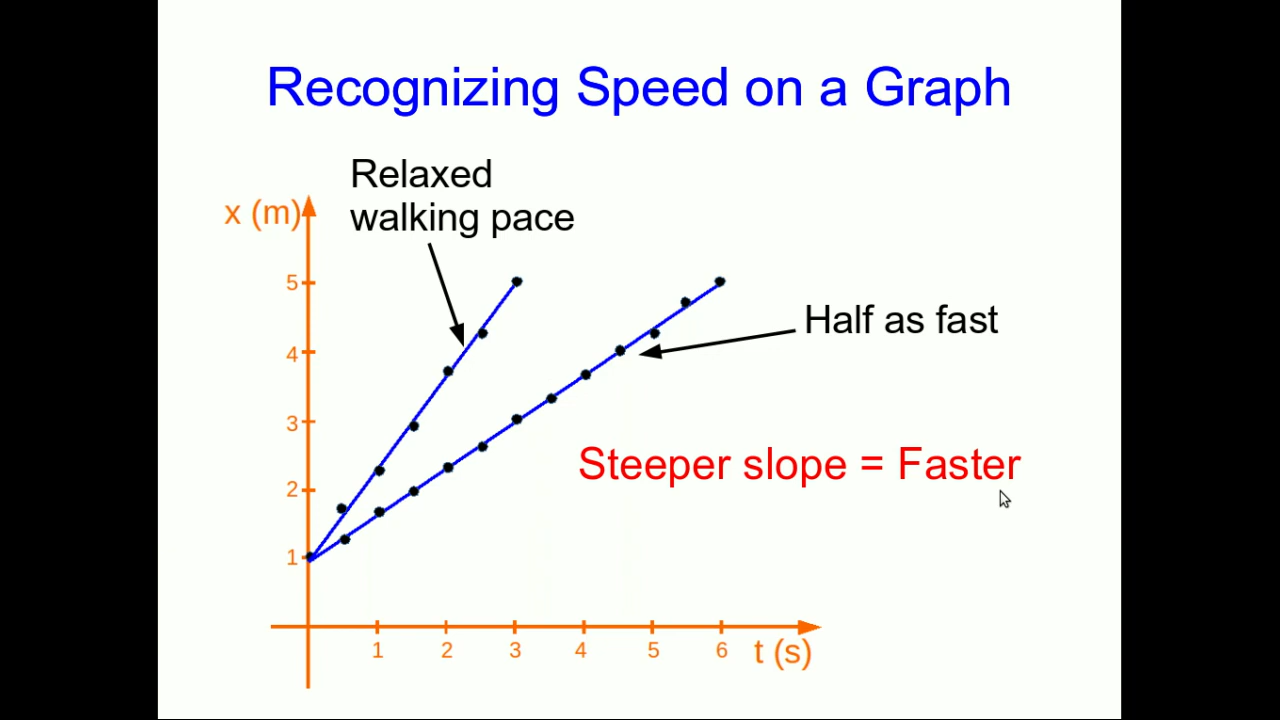 Recognizing Speed on a Graph
Relaxed
walking pace
x (m)
5
4
3
2
1
Half as fast
Steeper slope = Faster
1 2 3 4 5 6 t (s)